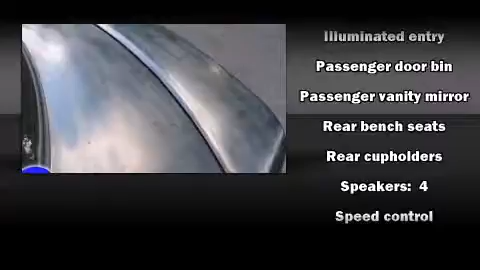 Illuminated entry
Passenger door bin
Passenger vanity mirror
Rear bench seats
Rear cupholders
Speakers: 4
Speed control